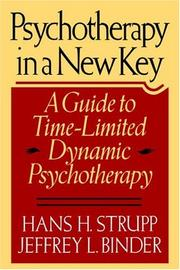 Psychotherapy
in a New Key
A Guide to
Time-Limited
Dynamic
Psychotherapy
HANS H. STRUPP
JEFFREY L. BINDER